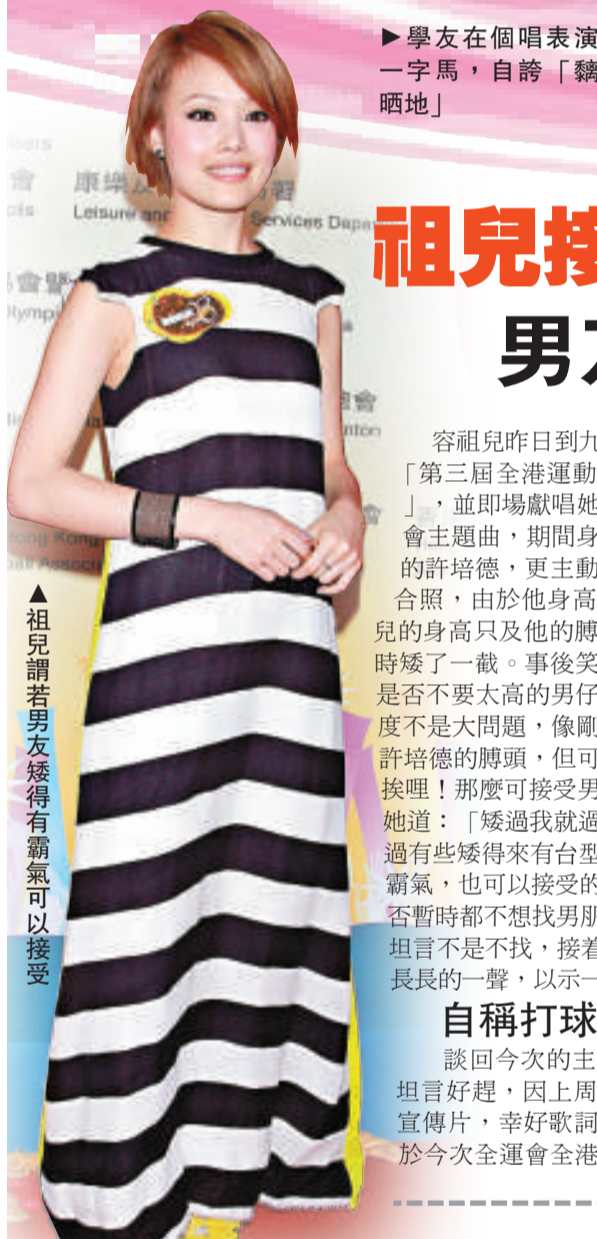 ▶學友在個唱表演
一字馬，自誇「黐
晒地」
康樂
Leisure and
Services Depa
祖兒接
男友
容祖兒昨日到九
「第三屆全港運動
」，並即場獻唱她
會主題曲，期間身
的許培德，更主動
合照，由於他身高
兒的身高只及他的膊
時矮了一截。事後笑
是否不要太高的男仔
度不是大問題，像剛
許培德的膊頭，但可
挨哩！那麼可接受男
她道：「矮過我就過
過有些矮得來有台型
霸氣，也可以接受的
否暫時都不想找男朋
坦言不是不找，接着
長長的一聲，以示一
自稱打球
談回今次的主
坦言好趕，因上周
宣傳片，幸好歌詞
於今次全運會全港
▲祖兒謂若男友矮得有霸氣可以接受